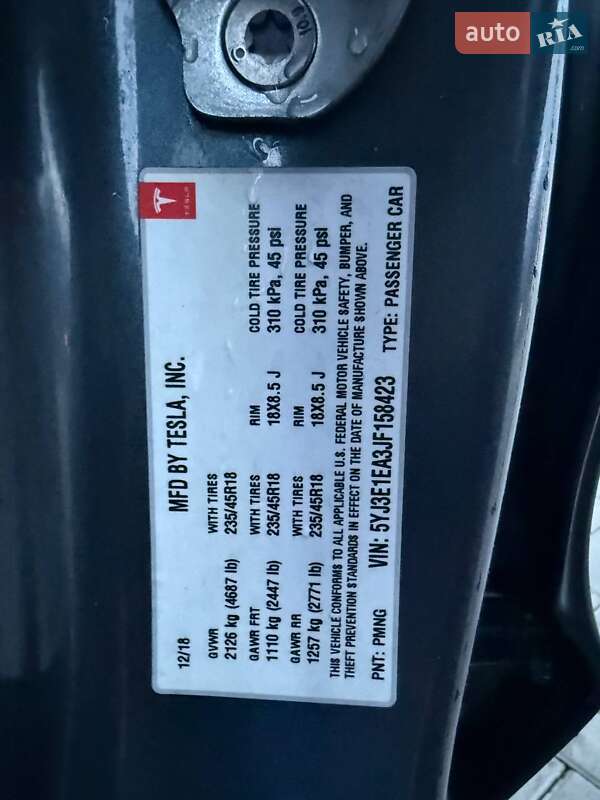 auto RIA.com
10.9
TESLA
MFD BY TESLA, INC.
12/18
GVWR WITH TIRES
2126 kg (4687 lb) 235/45R18
GAWR FRT WITH TIRES RIM COLD TIRE PRESSURE
1110 kg (2447 lb) 235/45R18 18X8.5 J 310 kPa, 45 psi
GAWR RR WITH TIRES RIM COLD TIRE PRESSURE
1257 kg (2771 lb) 235/45R18 18X8.5 J 310 kPa, 45 psi
THIS VEHICLE CONFORMS TO ALL APPLICABLE U.S. FEDERAL MOTOR VEHICLE SAFETY, BUMPER, AND
THEFT PREVENTION STANDARDS IN EFFECT ON THE DATE OF MANUFACTURE SHOWN ABOVE.
PNT: PMNG VIN: 5YJ3E1EA3JF158423 TYPE: PASSENGER CAR